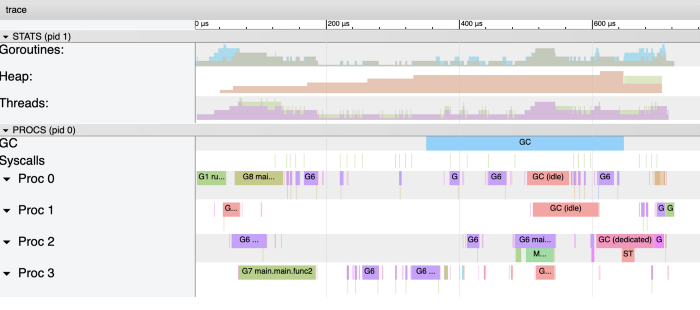 trace
0 µs 200 µs 400 µs 600 µs
STATS (pid 1)
Goroutines:
Heap:
Threads:
PROCS (pid 0)
GC GC
Syscalls
Proc 0 G1 ru... G8 mai... G6 G G6 GC (idle) G6
Proc 1 G... GC (idle) G G
Proc 2 G6 ... G6 G6 mai... GC (dedicated) G
M... ST
Proc 3 G7 main.main.func2 G6 G6 ... G...